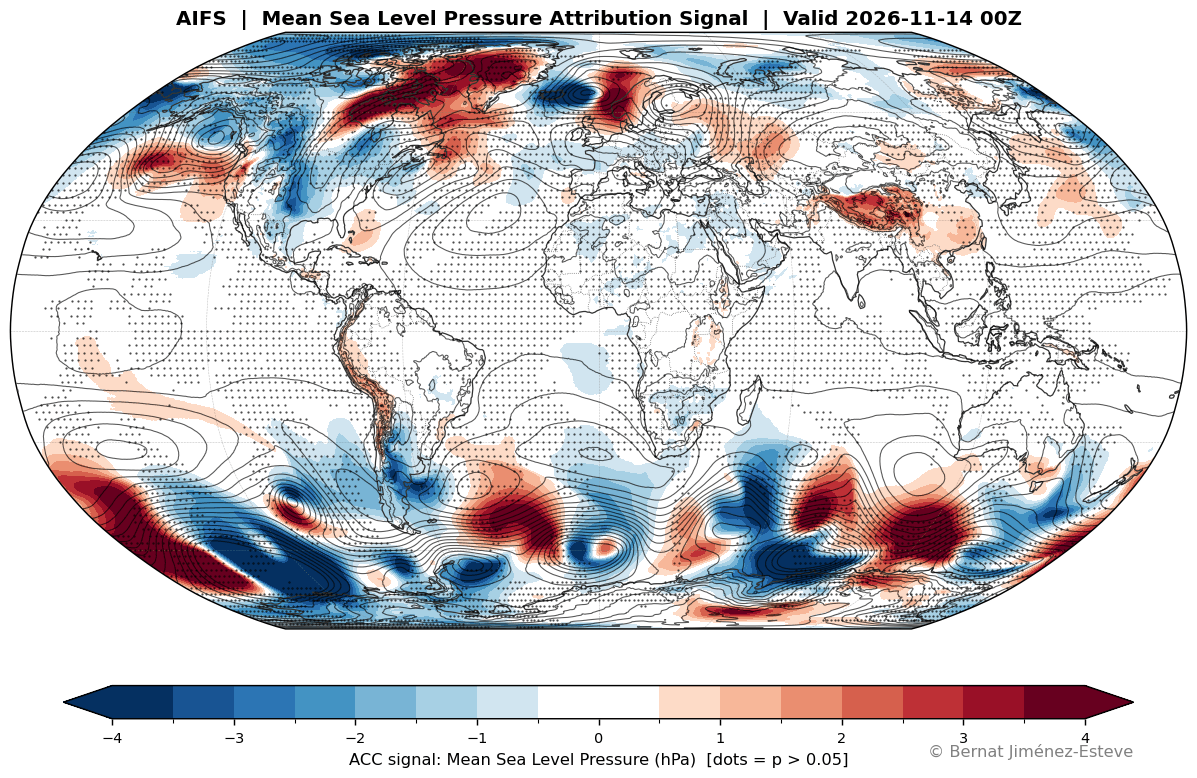 AIFS | Mean Sea Level Pressure Attribution Signal | Valid 2026-11-14 00Z
−4 −3 −2 −1 0 1 2 3 4
ACC signal: Mean Sea Level Pressure (hPa) [dots = p > 0.05]
© Bernat Jiménez-Esteve